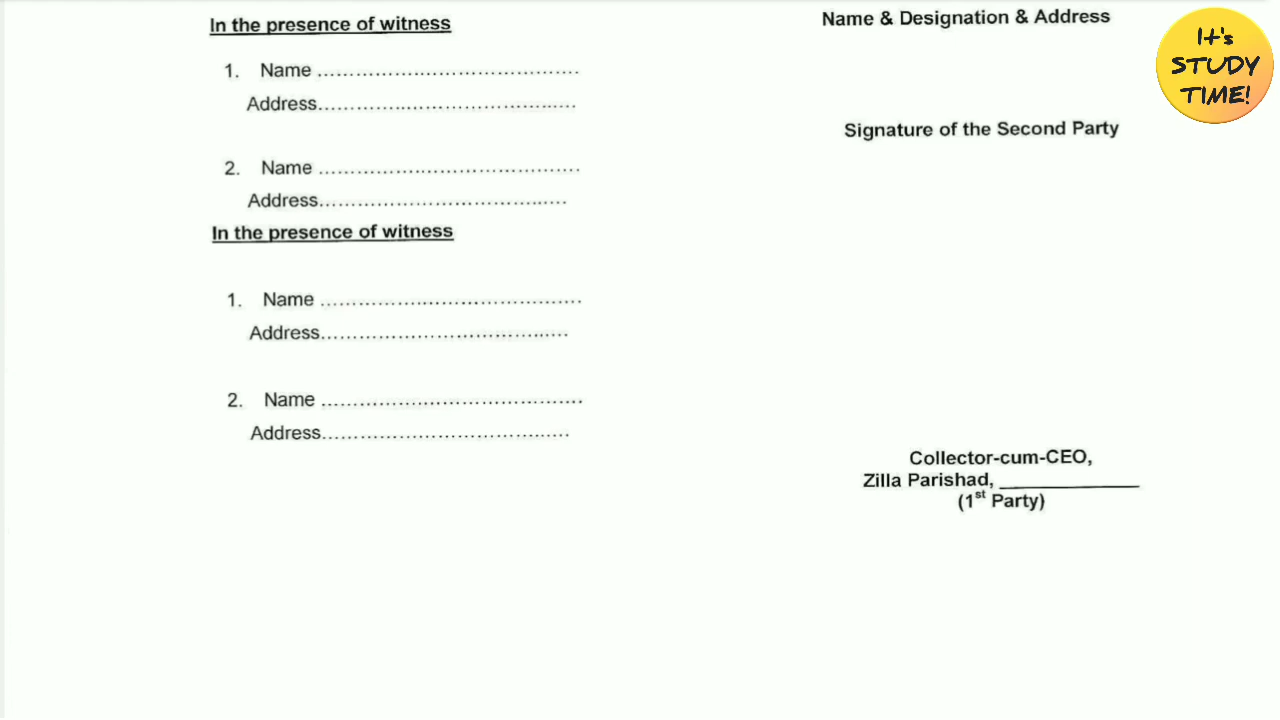 In the presence of witness
1. Name ............................................
Address............................................
2. Name ............................................
Address............................................
In the presence of witness
1. Name ............................................
Address............................................
2. Name ............................................
Address............................................
Name & Designation & Address
Signature of the Second Party
Collector-cum-CEO,
Zilla Parishad, ______________
(1st Party)
It's
STUDY
TIME!